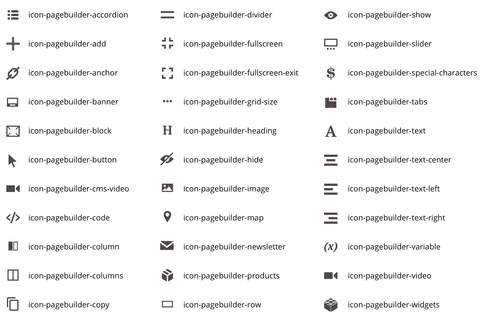 icon-pagebuilder-accordion
icon-pagebuilder-add
icon-pagebuilder-anchor
icon-pagebuilder-banner
icon-pagebuilder-block
icon-pagebuilder-button
icon-pagebuilder-cms-video
icon-pagebuilder-code
icon-pagebuilder-column
icon-pagebuilder-columns
icon-pagebuilder-copy
icon-pagebuilder-divider
icon-pagebuilder-fullscreen
icon-pagebuilder-fullscreen-exit
icon-pagebuilder-grid-size
H icon-pagebuilder-heading
icon-pagebuilder-hide
icon-pagebuilder-image
icon-pagebuilder-map
icon-pagebuilder-newsletter
icon-pagebuilder-products
icon-pagebuilder-row
icon-pagebuilder-show
icon-pagebuilder-slider
$ icon-pagebuilder-special-characters
icon-pagebuilder-tabs
A icon-pagebuilder-text
icon-pagebuilder-text-center
icon-pagebuilder-text-left
icon-pagebuilder-text-right
(x) icon-pagebuilder-variable
icon-pagebuilder-video
icon-pagebuilder-widgets